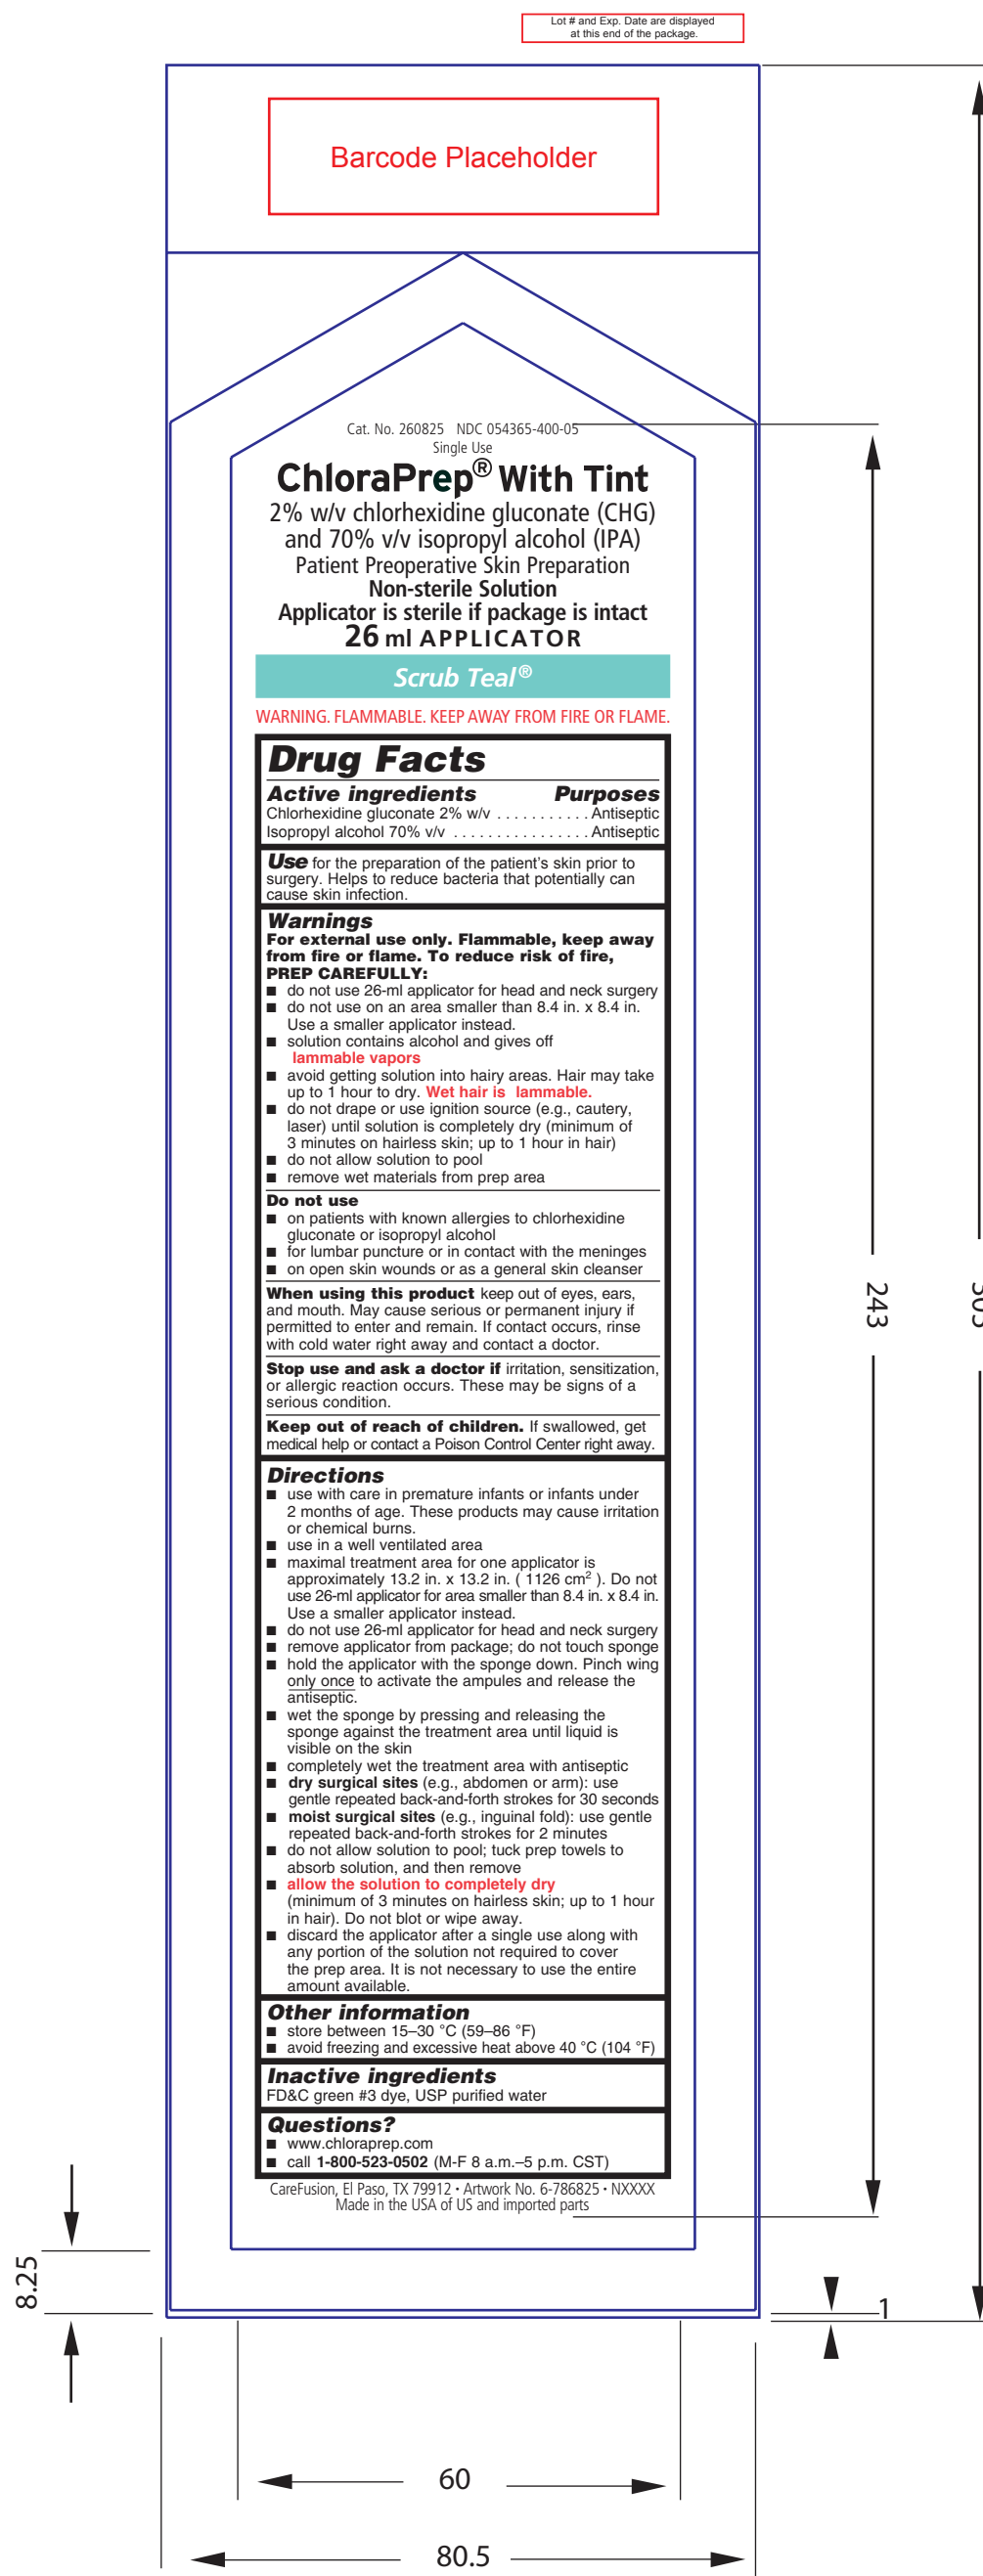 Lot # and Exp. Date are displayed
at this end of the package.
Barcode Placeholder
Cat. No. 260825 NDC 054365-400-05
Single Use
ChloraPrep® With Tint
2% w/v chlorhexidine gluconate (CHG)
and 70% v/v isopropyl alcohol (IPA)
Patient Preoperative Skin Preparation
Non-sterile Solution
Applicator is sterile if package is intact
26 ml APPLICATOR
Scrub Teal®
WARNING. FLAMMABLE. KEEP AWAY FROM FIRE OR FLAME.
Drug Facts
Active ingredients Purposes
Chlorhexidine gluconate 2% w/v . . . . . . . . . . . Antiseptic
Isopropyl alcohol 70% v/v . . . . . . . . . . . . . . . . Antiseptic
Use for the preparation of the patient's skin prior to
surgery. Helps to reduce bacteria that potentially can
cause skin infection.
Warnings
For external use only. Flammable, keep away
from fire or flame. To reduce risk of fire,
PREP CAREFULLY:
■ do not use 26-ml applicator for head and neck surgery
■ do not use on an area smaller than 8.4 in. x 8.4 in.
Use a smaller applicator instead.
■ solution contains alcohol and gives off
lammable vapors
■ avoid getting solution into hairy areas. Hair may take
up to 1 hour to dry. Wet hair is lammable.
■ do not drape or use ignition source (e.g., cautery,
laser) until solution is completely dry (minimum of
3 minutes on hairless skin; up to 1 hour in hair)
■ do not allow solution to pool
■ remove wet materials from prep area
Do not use
■ on patients with known allergies to chlorhexidine
gluconate or isopropyl alcohol
■ for lumbar puncture or in contact with the meninges
■ on open skin wounds or as a general skin cleanser
When using this product keep out of eyes, ears,
and mouth. May cause serious or permanent injury if
permitted to enter and remain. If contact occurs, rinse
with cold water right away and contact a doctor.
Stop use and ask a doctor if irritation, sensitization,
or allergic reaction occurs. These may be signs of a
serious condition.
Keep out of reach of children. If swallowed, get
medical help or contact a Poison Control Center right away.
Directions
■ use with care in premature infants or infants under
2 months of age. These products may cause irritation
or chemical burns.
■ use in a well ventilated area
■ maximal treatment area for one applicator is
approximately 13.2 in. x 13.2 in. ( 1126 cm² ). Do not
use 26-ml applicator for area smaller than 8.4 in. x 8.4 in.
Use a smaller applicator instead.
■ do not use 26-ml applicator for head and neck surgery
■ remove applicator from package; do not touch sponge
■ hold the applicator with the sponge down. Pinch wing
only once to activate the ampules and release the
antiseptic.
■ wet the sponge by pressing and releasing the
sponge against the treatment area until liquid is
visible on the skin
■ completely wet the treatment area with antiseptic
■ dry surgical sites (e.g., abdomen or arm): use
gentle repeated back-and-forth strokes for 30 seconds
■ moist surgical sites (e.g., inguinal fold): use gentle
repeated back-and-forth strokes for 2 minutes
■ do not allow solution to pool; tuck prep towels to
absorb solution, and then remove
■ allow the solution to completely dry
(minimum of 3 minutes on hairless skin; up to 1 hour
in hair). Do not blot or wipe away.
■ discard the applicator after a single use along with
any portion of the solution not required to cover
the prep area. It is not necessary to use the entire
amount available.
Other information
■ store between 15–30 °C (59–86 °F)
■ avoid freezing and excessive heat above 40 °C (104 °F)
Inactive ingredients
FD&C green #3 dye, USP purified water
Questions?
■ www.chloraprep.com
■ call 1-800-523-0502 (M-F 8 a.m.–5 p.m. CST)
CareFusion, El Paso, TX 79912 • Artwork No. 6-786825 • NXXXX
Made in the USA of US and imported parts
243
8.25
1
60
80.5